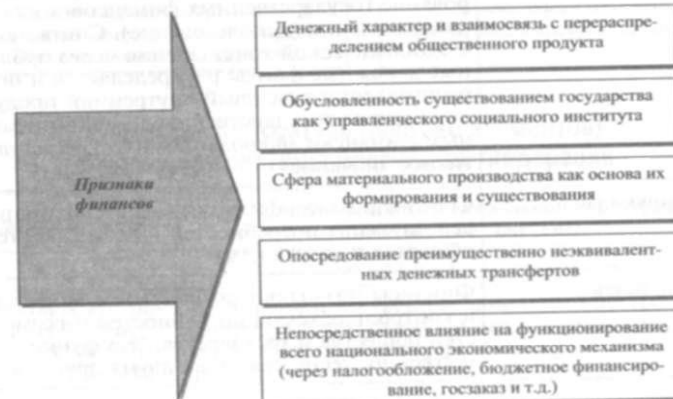 Денежный характер и взаимосвязь с перераспре-
делением общественного продукта
Обусловленность существованием государства
как управленческого социального института
Признаки
финансов
Сфера материального производства как основа их
формирования и существования
Опосредование преимущественно неэквивалент-
ных денежных трансфертов
Непосредственное влияние на функционирование
всего национального экономического механизма
(через налогообложение, бюджетное финансиро-
вание, госзаказ и т.д.)